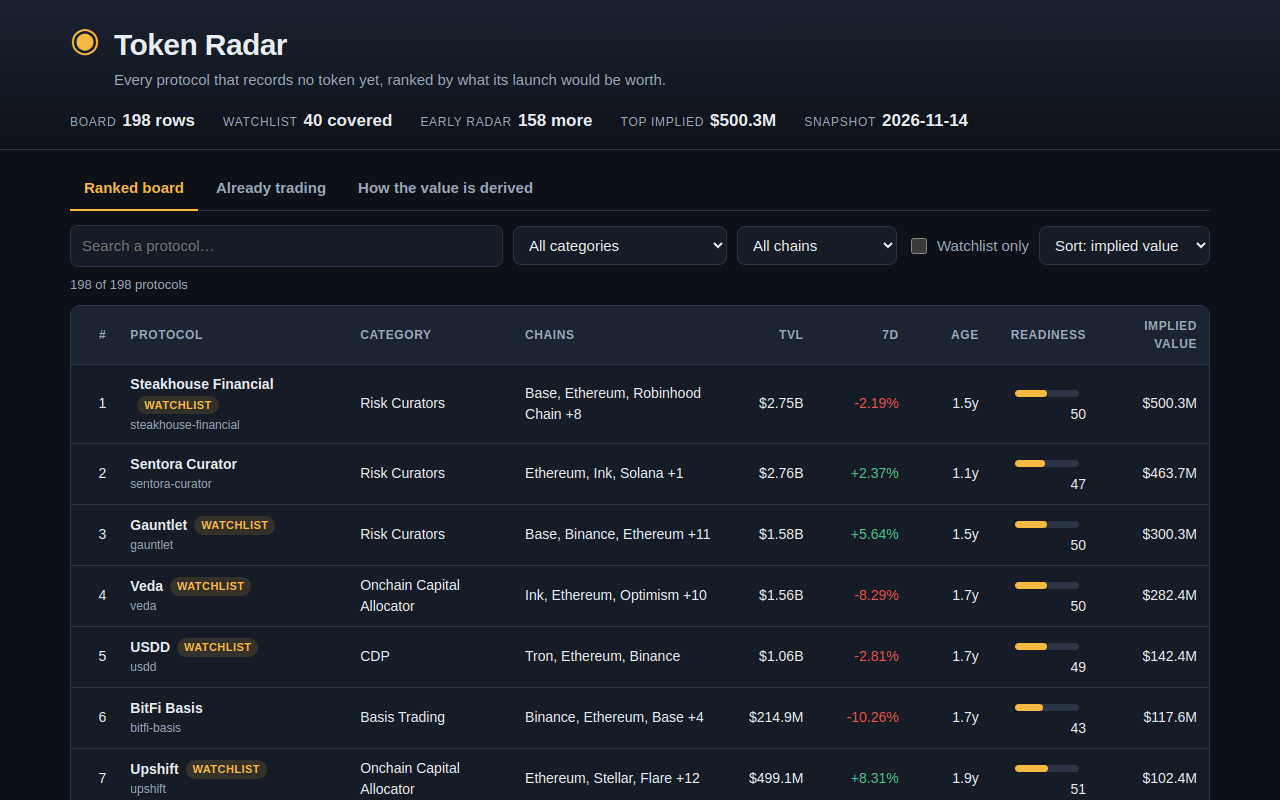 Token Radar
Every protocol that records no token yet, ranked by what its launch would be worth.
BOARD 198 rows WATCHLIST 40 covered EARLY RADAR 158 more TOP IMPLIED $500.3M SNAPSHOT 2026-11-14
Ranked board Already trading How the value is derived
Search a protocol… All categories All chains Watchlist only Sort: implied value
198 of 198 protocols
# PROTOCOL CATEGORY CHAINS TVL 7D AGE READINESS IMPLIED VALUE
1 Steakhouse Financial WATCHLIST steakhouse-financial Risk Curators Base, Ethereum, Robinhood Chain +8 $2.75B -2.19% 1.5y 50 $500.3M
2 Sentora Curator sentora-curator Risk Curators Ethereum, Ink, Solana +1 $2.76B +2.37% 1.1y 47 $463.7M
3 Gauntlet WATCHLIST gauntlet Risk Curators Base, Binance, Ethereum +11 $1.58B +5.64% 1.5y 50 $300.3M
4 Veda WATCHLIST veda Onchain Capital Allocator Ink, Ethereum, Optimism +10 $1.56B -8.29% 1.7y 50 $282.4M
5 USDD WATCHLIST usdd CDP Tron, Ethereum, Binance $1.06B -2.81% 1.7y 49 $142.4M
6 BitFi Basis bitfi-basis Basis Trading Binance, Ethereum, Base +4 $214.9M -10.26% 1.7y 43 $117.6M
7 Upshift WATCHLIST upshift Onchain Capital Allocator Ethereum, Stellar, Flare +12 $499.1M +8.31% 1.9y 51 $102.4M